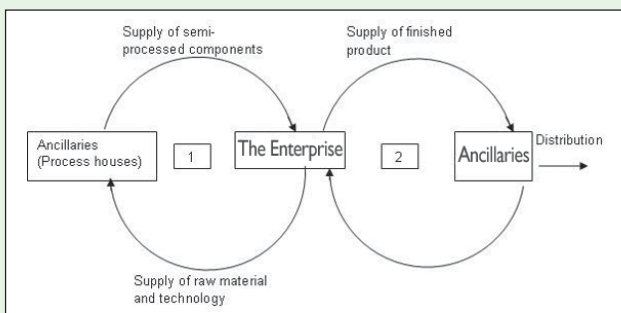 Supply of semi-
processed components
Supply of finished
product
Ancillaries
(Process houses)
1
The Enterprise
2
Ancillaries
Distribution
Supply of raw material
and technology